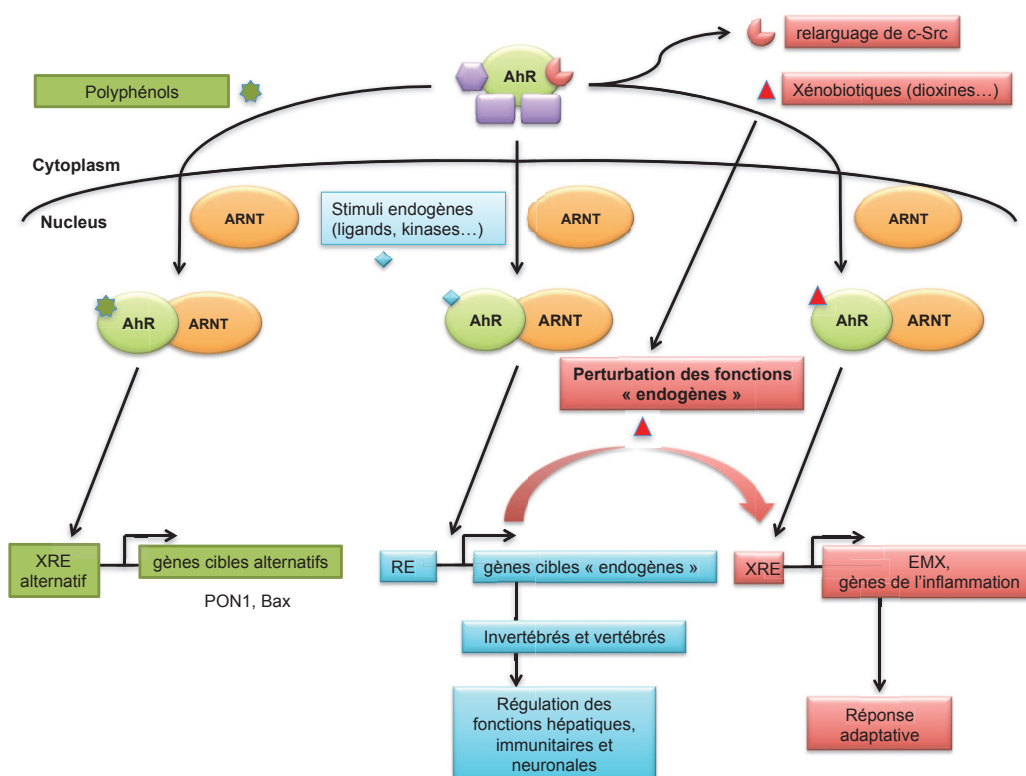 relarguage de c-Src
AhR
Polyphénols
Xénobiotiques (dioxines…)
Cytoplasm
Nucleus
ARNT
Stimuli endogènes
(ligands, kinases…)
ARNT
ARNT
AhR
ARNT
AhR
ARNT
AhR
ARNT
Perturbation des fonctions
« endogènes »
XRE
alternatif
gènes cibles alternatifs
PON1, Bax
RE
gènes cibles « endogènes »
XRE
EMX,
gènes de l’inflammation
Invertébrés et vertébrés
Régulation des
fonctions hépatiques,
immunitaires et
neuronales
Réponse
adaptative